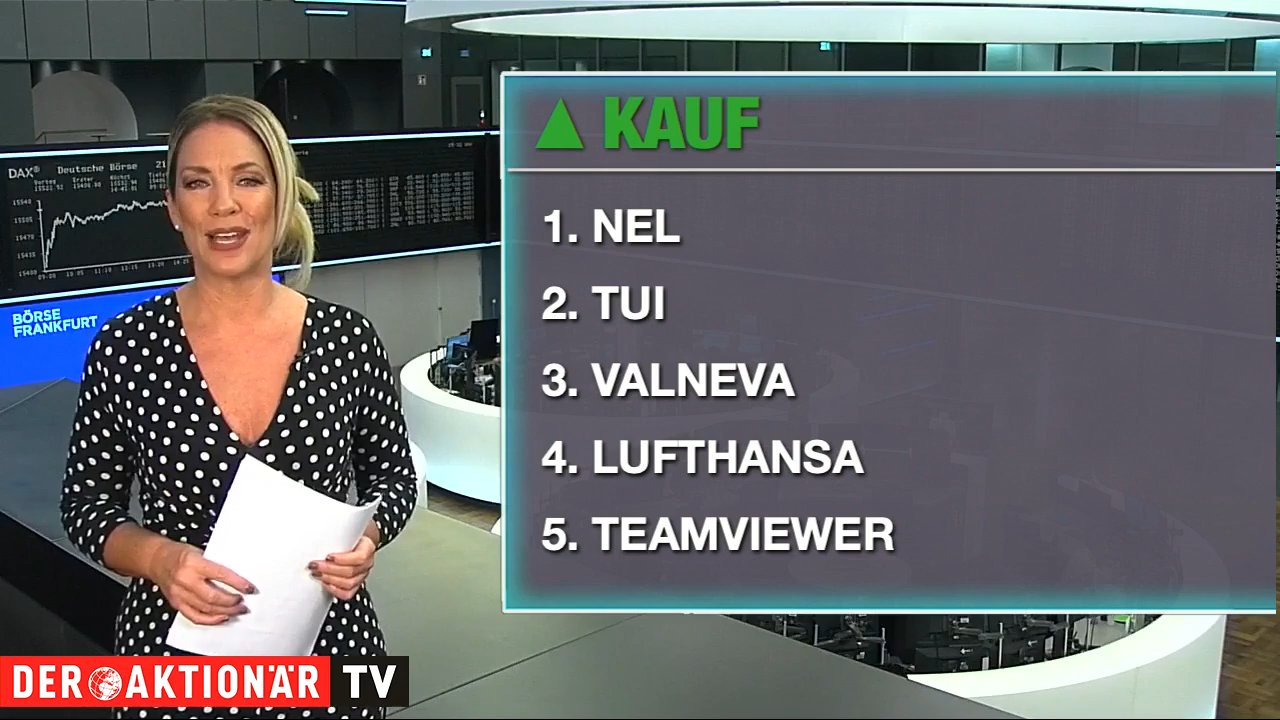 KAUF
1. NEL
2. TUI
3. VALNEVA
4. LUFTHANSA
5. TEAMVIEWER
DAX® Deutsche Börse
BÖRSE
FRANKFURT
DER AKTIONÄR TV